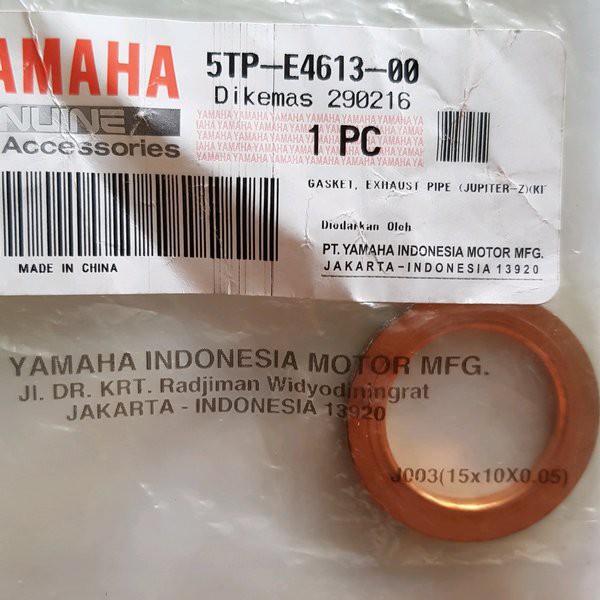 YAMAHA
5TP-E4613-00
Dikemas 290216
Accessories
1 PC
GASKET, EXHAUST PIPE (JUPITER-Z)(KI
Diedarkan Oleh
PT. YAMAHA INDONESIA MOTOR MFG.
JAKARTA - INDONESIA 13920
MADE IN CHINA
YAMAHA INDONESIA MOTOR MFG.
Jl. DR. KRT. Radjiman Widyodiningrat
JAKARTA - INDONESIA 13920
J003(15x10X0.05)